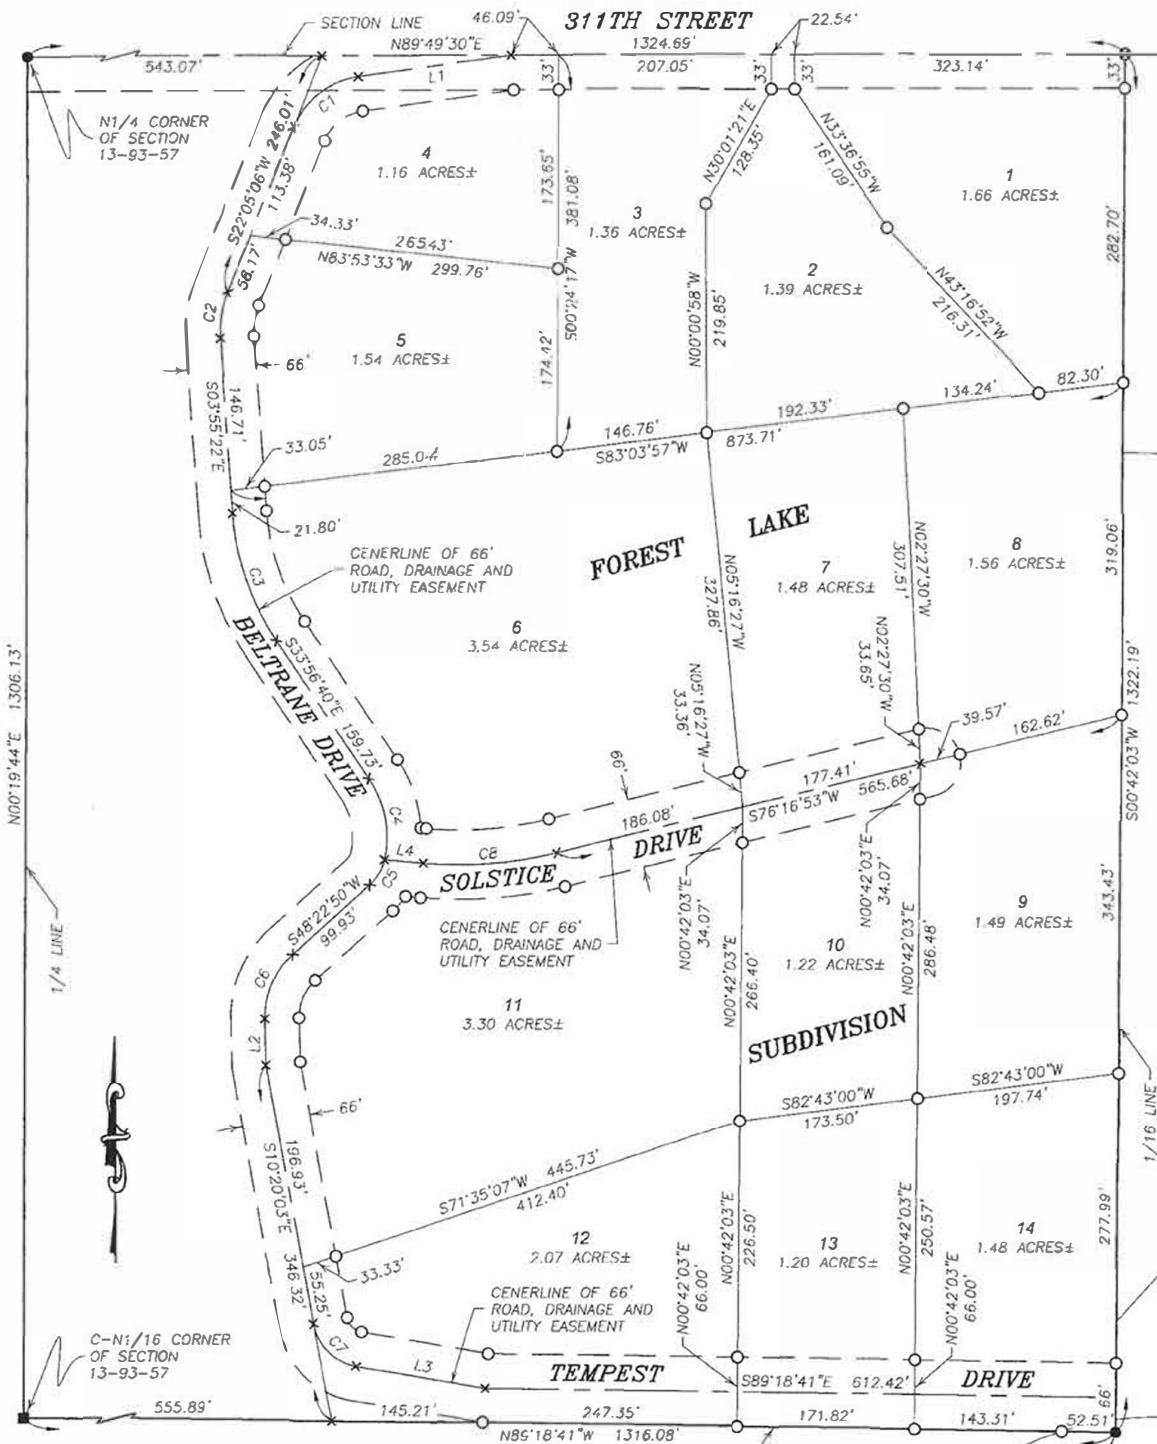 SECTION LINE
46.09'
311TH STREET
22.54'
N89°49'30"E
1324.69'
543.07'
L1
33'
207.05'
33'
33'
323.14'
33'
C1
N1/4 CORNER
OF SECTION
13-93-57
246.01'
S22°05'06"W
113.38'
4
1.16 ACRES±
173.65'
381.08'
N30°01'21"E
128.35'
N33°36'55"W
161.09'
1
1.66 ACRES±
3
1.36 ACRES±
282.70'
34.33'
265.43'
N83°53'33"W 299.76'
58.17'
S00°24'17"W
N00°00'58"W
219.85'
2
1.39 ACRES±
N43°16'52"W
216.31'
C2
5
1.54 ACRES±
66'
174.42'
S03°55'22"E
146.71'
82.30'
134.24'
192.33'
146.76'
873.71'
S83°03'57"W
33.05'
285.04'
21.80'
LAKE
FOREST
CENERLINE OF 66'
ROAD, DRAINAGE AND
UTILITY EASEMENT
C3
N05°16'27"W
327.86'
7
1.48 ACRES±
N02°27'30"W
307.51'
8
1.56 ACRES±
319.06'
6
3.54 ACRES±
BELTRANE DRIVE
S33°56'40"E
159.73'
N00°19'44"E 1306.13'
N02°27'30"W
33.65'
N05°16'27"W
33.36'
39.57'
162.62'
1322.19'
S00°42'03"W
66'
177.41'
565.68'
S76°16'53"W
186.08'
C4
L4
C8
C5
SOLSTICE
DRIVE
N00°42'03"E
34.07'
N00°42'03"E
34.07'
S48°22'50"W
99.93'
CENERLINE OF 66'
ROAD, DRAINAGE AND
UTILITY EASEMENT
9
1.49 ACRES±
343.43'
10
1.22 ACRES±
N00°42'03"E
286.48'
N00°42'03"E
266.40'
1/4 LINE
C6
11
3.30 ACRES±
L2
SUBDIVISION
S82°43'00"W
173.50'
S82°43'00"W
197.74'
1/16 LINE
66'
S10°20'03"E
196.93'
346.32'
S71°35'07"W 445.73'
412.40'
N00°42'03"E
226.50'
N00°42'03"E
250.57'
277.99'
12
2.07 ACRES±
13
1.20 ACRES±
14
1.48 ACRES±
33.33'
55.25'
CENERLINE OF 66'
ROAD, DRAINAGE AND
UTILITY EASEMENT
N00°42'03"E
66.00'
N00°42'03"E
66.00'
C-N1/16 CORNER
OF SECTION
13-93-57
C7
L3
TEMPEST
S89°18'41"E 612.42'
DRIVE
66'
555.89'
145.21'
247.35'
171.82'
143.31'
52.51'
N89°18'41"W 1316.08'